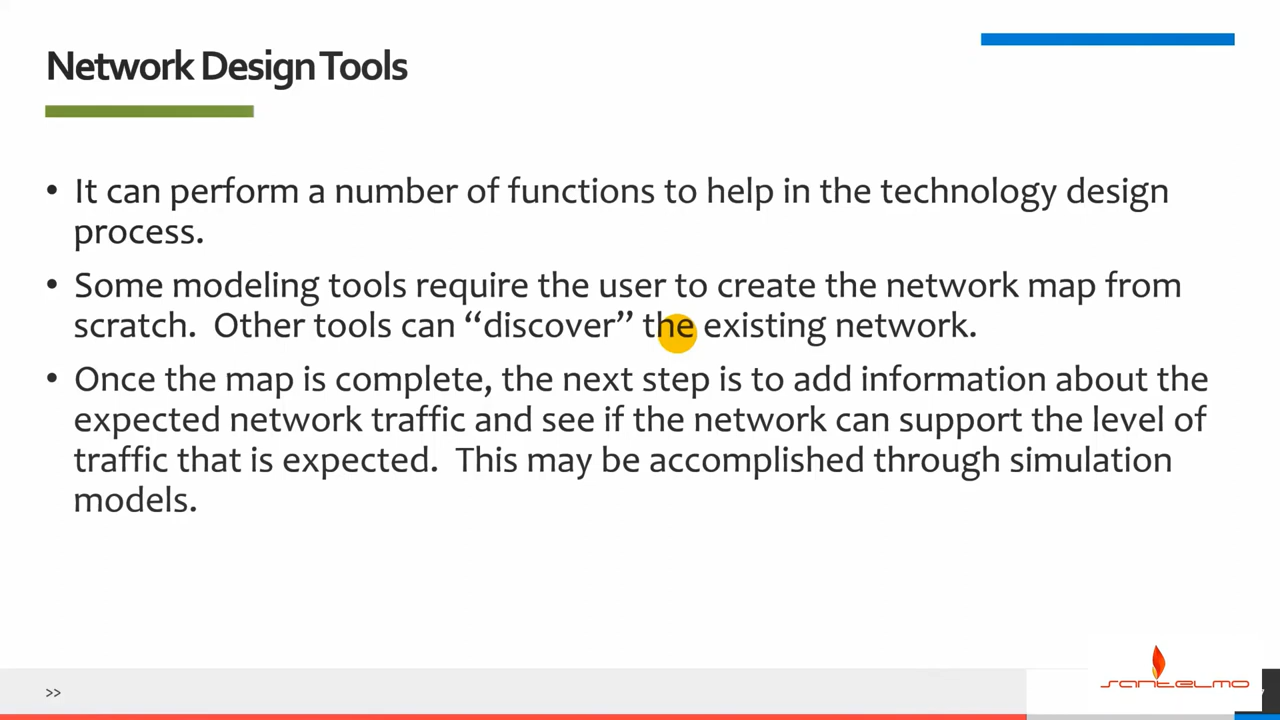 Network Design Tools
• It can perform a number of functions to help in the technology design
process.
• Some modeling tools require the user to create the network map from
scratch.  Other tools can “discover” the existing network.
• Once the map is complete, the next step is to add information about the
expected network traffic and see if the network can support the level of
traffic that is expected.  This may be accomplished through simulation
models.
>>
santelmo